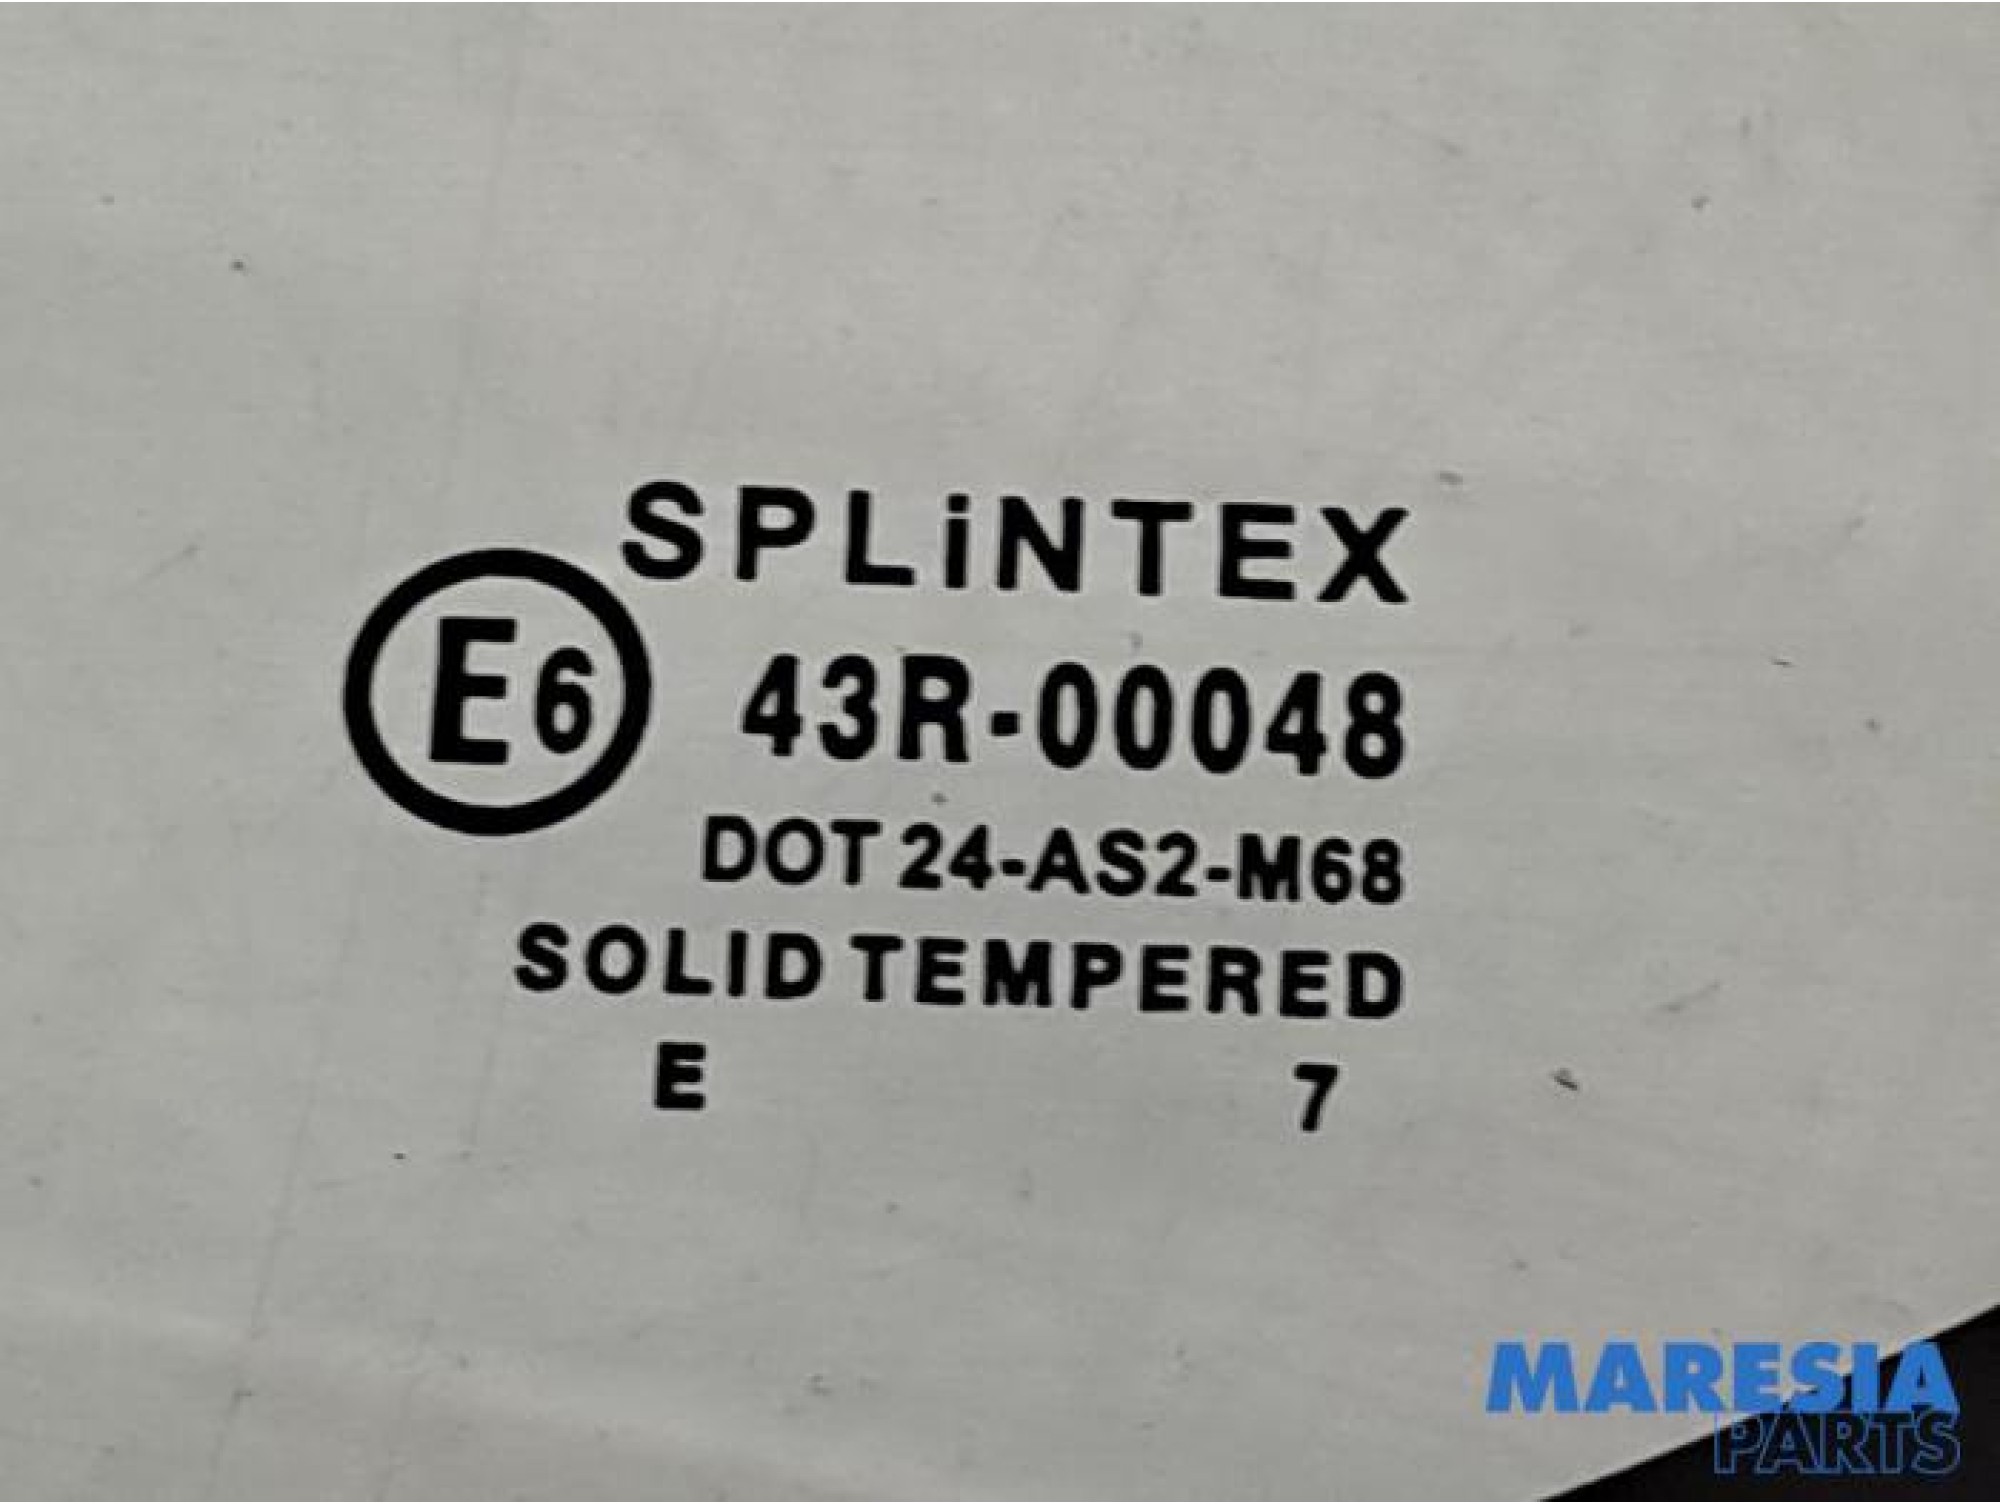 SPLiNTEX
E6 43R-00048
DOT 24-AS2-M68
SOLID TEMPERED
E 7
MARESIA
PARTS